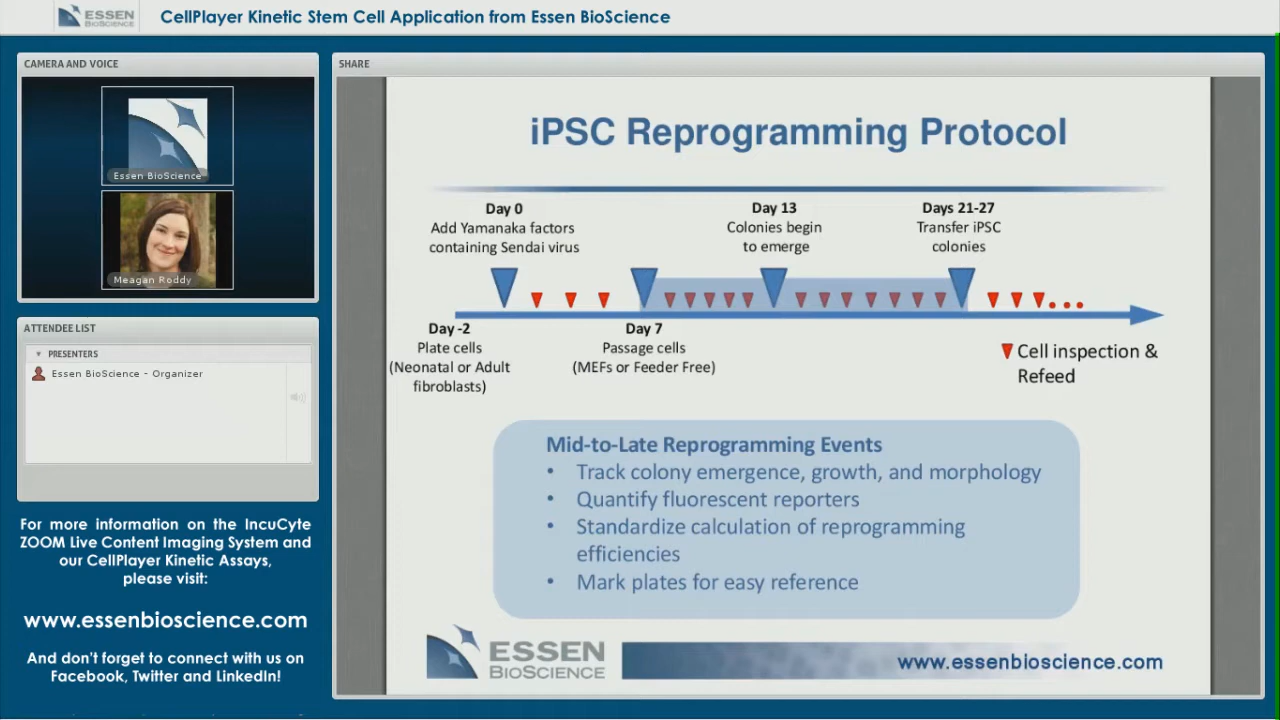 ESSEN
BIOSCIENCE
CellPlayer Kinetic Stem Cell Application from Essen BioScience
CAMERA AND VOICE
Essen BioScience
Meagan Roddy
ATTENDEE LIST
PRESENTERS
Essen BioScience - Organizer
For more information on the IncuCyte
ZOOM Live Content Imaging System and
our CellPlayer Kinetic Assays,
please visit:
www.essenbioscience.com
And don't forget to connect with us on
Facebook, Twitter and LinkedIn!
SHARE
iPSC Reprogramming Protocol
Day 0
Add Yamanaka factors
containing Sendai virus
Day 13
Colonies begin
to emerge
Days 21-27
Transfer iPSC
colonies
Day -2
Plate cells
(Neonatal or Adult
fibroblasts)
Day 7
Passage cells
(MEFs or Feeder Free)
Cell inspection &
Refeed
Mid-to-Late Reprogramming Events
• Track colony emergence, growth, and morphology
• Quantify fluorescent reporters
• Standardize calculation of reprogramming
efficiencies
• Mark plates for easy reference
ESSEN
BIOSCIENCE
www.essenbioscience.com